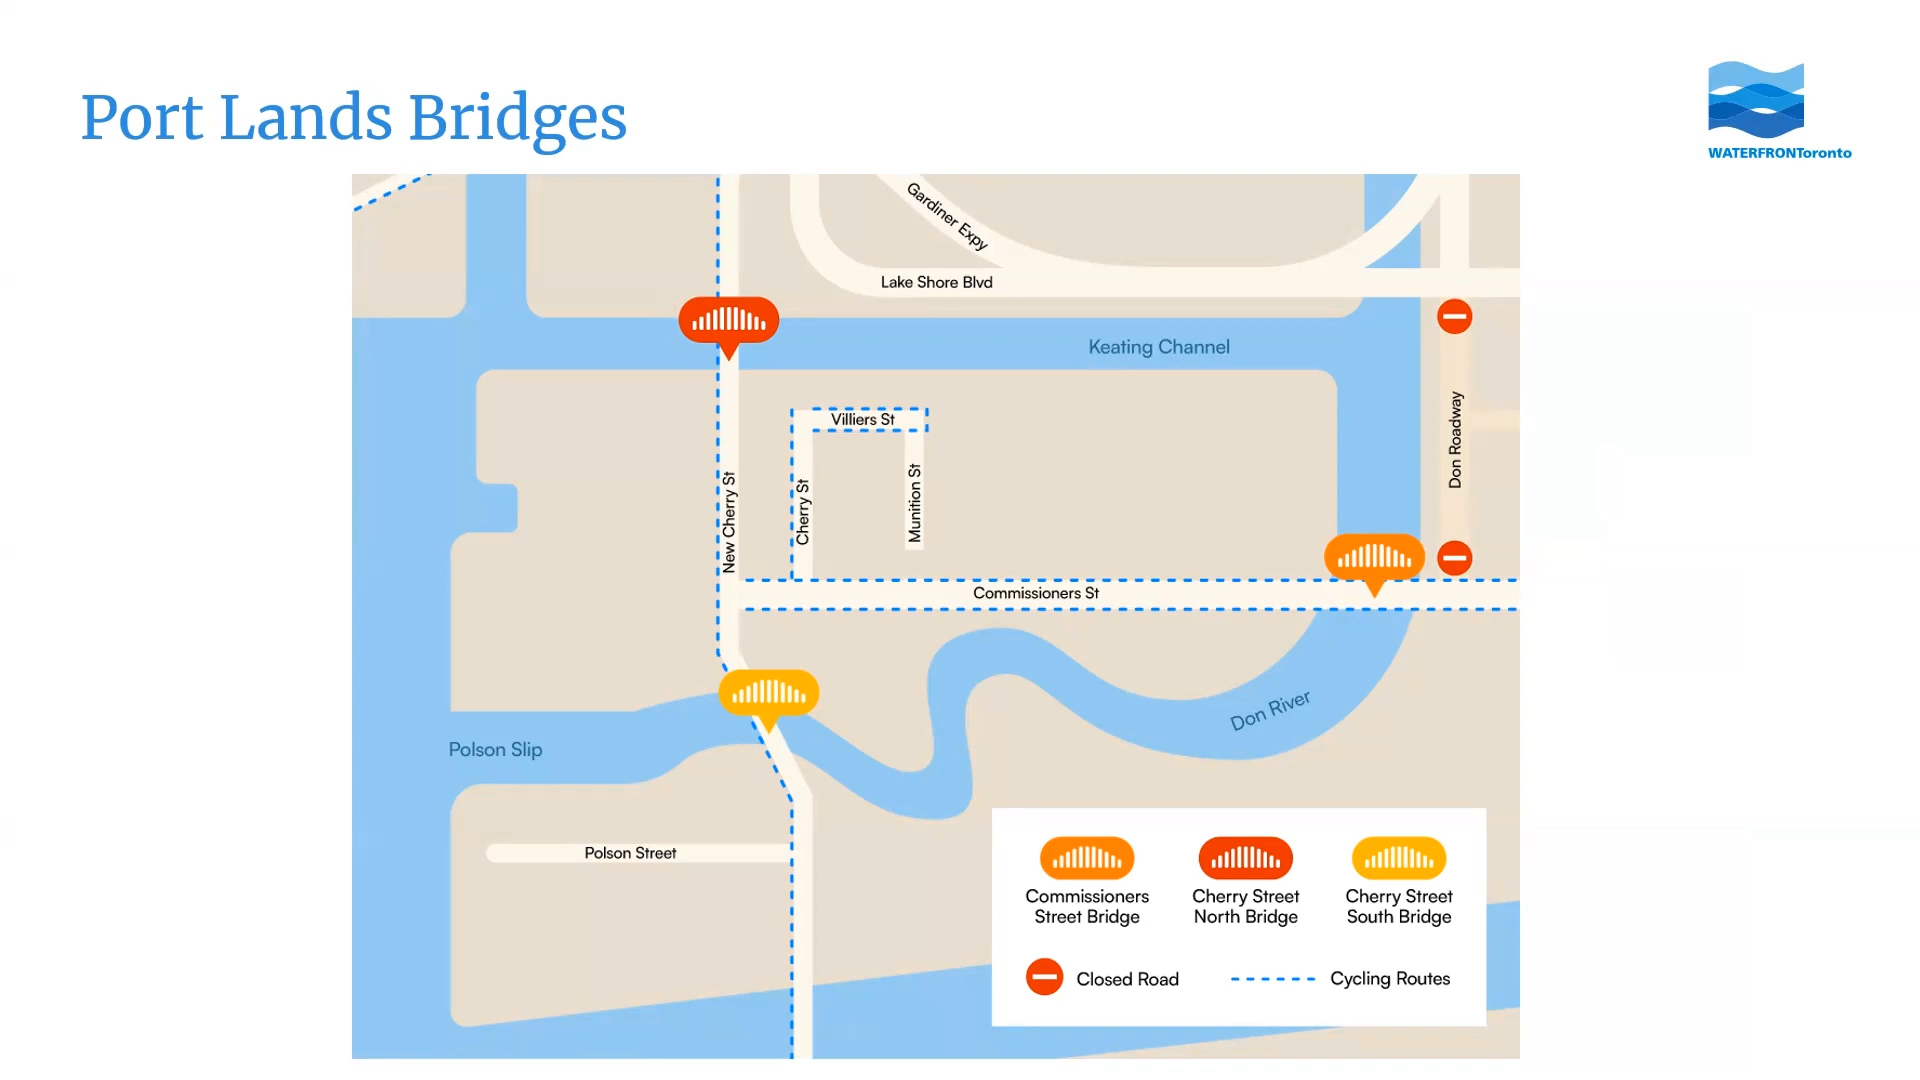 Port Lands Bridges
WATERFRONToronto
Gardiner Expy
Lake Shore Blvd
Keating Channel
Villiers St
New Cherry St
Cherry St
Munition St
Don Roadway
Commissioners St
Don River
Polson Slip
Polson Street
Commissioners
Street Bridge
Cherry Street
North Bridge
Cherry Street
South Bridge
Closed Road
Cycling Routes